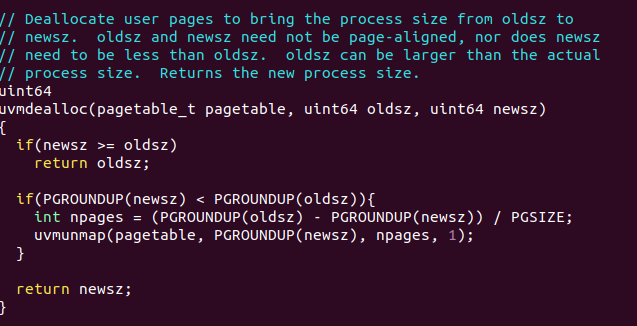 // Deallocate user pages to bring the process size from oldsz to
// newsz.  oldsz and newsz need not be page-aligned, nor does newsz
// need to be less than oldsz.  oldsz can be larger than the actual
// process size.  Returns the new process size.
uint64
uvmdealloc(pagetable_t pagetable, uint64 oldsz, uint64 newsz)
{
  if(newsz >= oldsz)
    return oldsz;

  if(PGROUNDUP(newsz) < PGROUNDUP(oldsz)){
    int npages = (PGROUNDUP(oldsz) - PGROUNDUP(newsz)) / PGSIZE;
    uvmunmap(pagetable, PGROUNDUP(newsz), npages, 1);
  }

  return newsz;
}